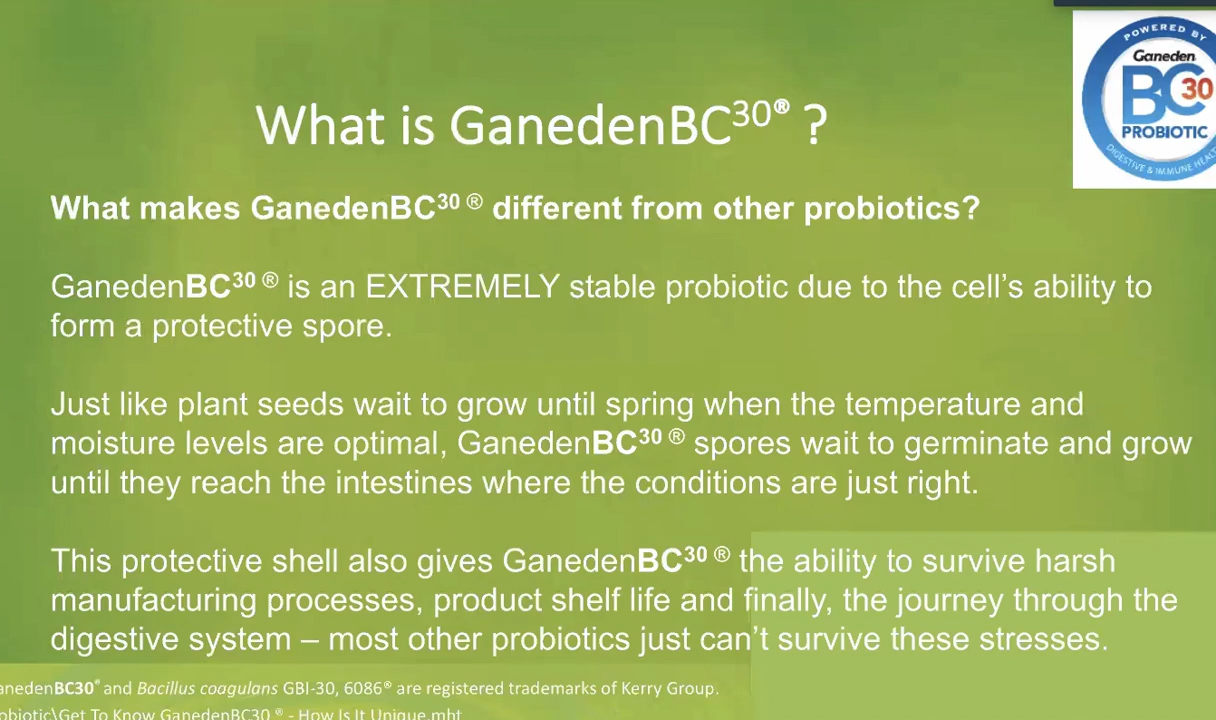 POWERED BY
Ganeden
BC30
PROBIOTIC
DIGESTIVE & IMMUNE HEALT
What is GanedenBC30® ?
What makes GanedenBC30 ® different from other probiotics?
GanedenBC30 ® is an EXTREMELY stable probiotic due to the cell's ability to
form a protective spore.
Just like plant seeds wait to grow until spring when the temperature and
moisture levels are optimal, GanedenBC30 ® spores wait to germinate and grow
until they reach the intestines where the conditions are just right.
This protective shell also gives GanedenBC30 ® the ability to survive harsh
manufacturing processes, product shelf life and finally, the journey through the
digestive system – most other probiotics just can't survive these stresses.
anedenBC30® and Bacillus coagulans GBI-30, 6086® are registered trademarks of Kerry Group.
obiotic\Get To Know GanedenBC30 ® - How Is It Unique.mht